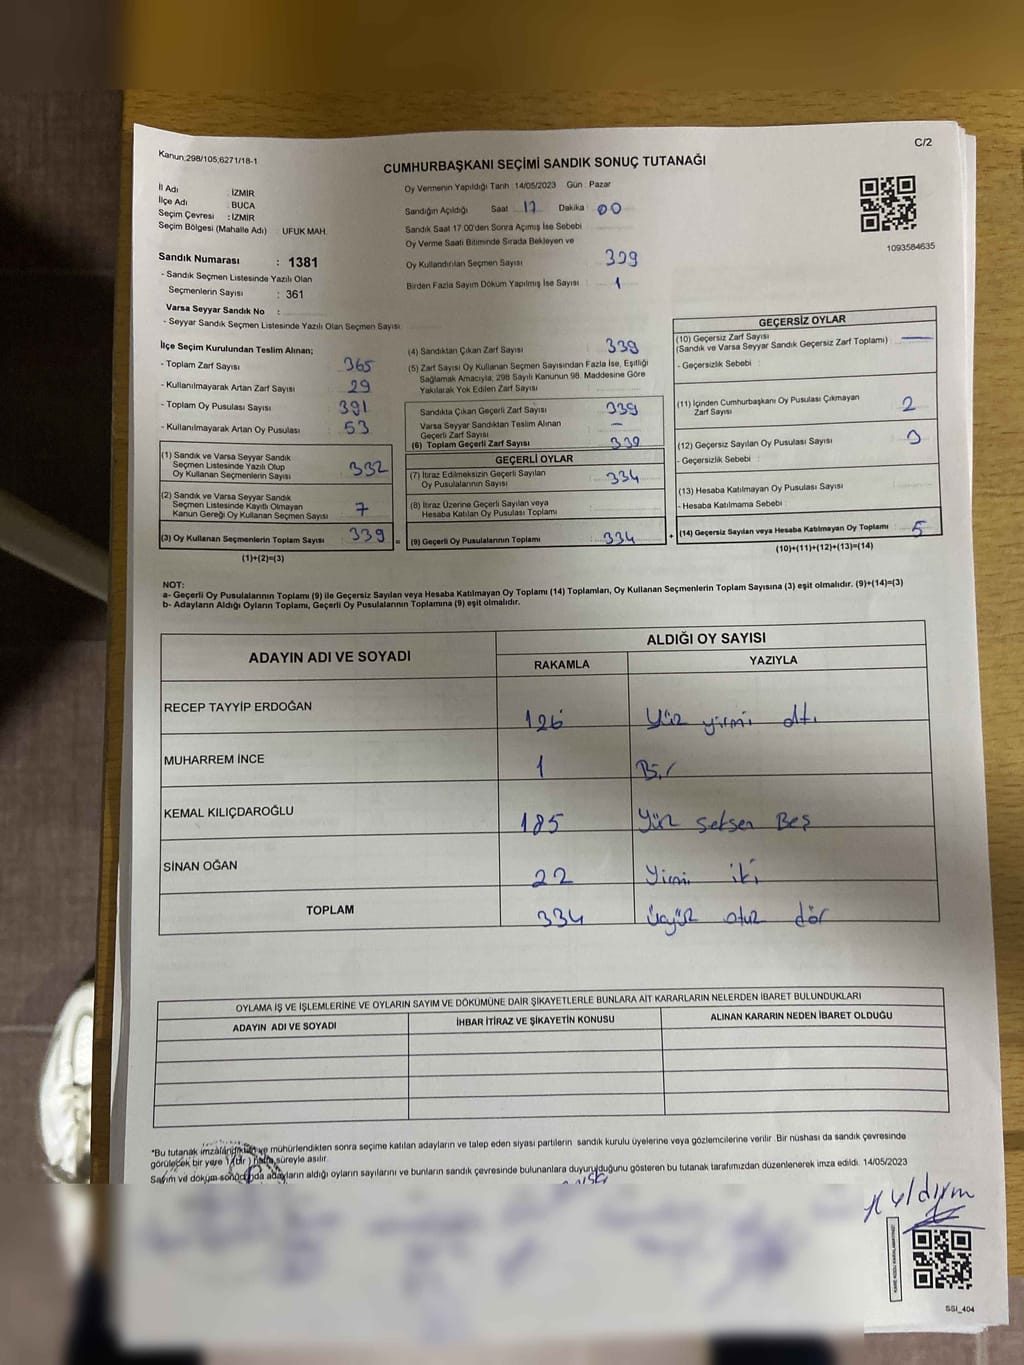 Kanun;298/105;6271/18-1
C/2
CUMHURBAŞKANI SEÇİMİ SANDIK SONUÇ TUTANAĞI
İl Adı : İZMİR
İlçe Adı : BUCA
Seçim Çevresi : İZMİR
Seçim Bölgesi (Mahalle Adı) : UFUK MAH.
Sandık Numarası : 1381
- Sandık Seçmen Listesinde Yazılı Olan
Seçmenlerin Sayısı : 361
Varsa Seyyar Sandık No :
- Seyyar Sandık Seçmen Listesinde Yazılı Olan Seçmen Sayısı
Oy Vermenin Yapıldığı Tarih :14/05/2023 Gün : Pazar
Sandığın Açıldığı Saat 17 Dakika 00
Sandık Saat 17:00'den Sonra Açımış İse Sebebi
Oy Verme Saati Bitiminde Sırada Bekleyen ve
Oy Kullandırılan Seçmen Sayısı 339
Birden Fazla Sayım Döküm Yapılmış İse Sayısı 1
1093584635
İlçe Seçim Kurulundan Teslim Alınan;
- Toplam Zarf Sayısı 365
- Kullanılmayarak Artan Zarf Sayısı 29
- Toplam Oy Pusulası Sayısı 391
- Kullanılmayarak Artan Oy Pusulası 53
(1) Sandık ve Varsa Seyyar Sandık
Seçmen Listesinde Yazılı Olup
Oy Kullanan Seçmenlerin Sayısı 332
(2) Sandık ve Varsa Seyyar Sandık
Seçmen Listesinde Kayıtlı Olmayan
Kanun Gereği Oy Kullanan Seçmen Sayısı 7
(3) Oy Kullanan Seçmenlerin Toplam Sayısı 339 =
(1)+(2)=(3)
(4) Sandıktan Çıkan Zarf Sayısı 339
(5) Zarf Sayısı Oy Kullanan Seçmen Sayısından Fazla İse, Eşitliği
Sağlamak Amacıyla; 298 Sayılı Kanunun 98. Maddesine Göre
Yakılarak Yok Edilen Zarf Sayısı
Sandıkta Çıkan Geçerli Zarf Sayısı 339
Varsa Seyyar Sandıktan Teslim Alınan
Geçerli Zarf Sayısı –
(6) Toplam Geçerli Zarf Sayısı 339
GEÇERLİ OYLAR
(7) İtiraz Edilmeksizin Geçerli Sayılan
Oy Pusulalarının Sayısı 334
(8) İtiraz Üzerine Geçerli Sayılan veya
Hesaba Katılan Oy Pusulası Toplamı
(9) Geçerli Oy Pusulalarının Toplamı 334 +
GEÇERSİZ OYLAR
(10) Geçersiz Zarf Sayısı
(Sandık ve Varsa Seyyar Sandık Geçersiz Zarf Toplamı) —
- Geçersizlik Sebebi :
(11) İçinden Cumhurbaşkanı Oy Pusulası Çıkmayan
Zarf Sayısı 2
(12) Geçersiz Sayılan Oy Pusulası Sayısı
- Geçersizlik Sebebi :
(13) Hesaba Katılmayan Oy Pusulası Sayısı
- Hesaba Katılmama Sebebi
(14) Geçersiz Sayılan veya Hesaba Katılmayan Oy Toplamı 5
(10)+(11)+(12)+(13)=(14)
NOT:
a- Geçerli Oy Pusulalarının Toplamı (9) ile Geçersiz Sayılan veya Hesaba Katılmayan Oy Toplamı (14) Toplamları, Oy Kullanan Seçmenlerin Toplam Sayısına (3) eşit olmalıdır. (9)+(14)=(3)
b- Adayların Aldığı Oyların Toplamı, Geçerli Oy Pusulalarının Toplamına (9) eşit olmalıdır.
ADAYIN ADI VE SOYADI
ALDIĞI OY SAYISI
RAKAMLA YAZIYLA
RECEP TAYYİP ERDOĞAN 126 Yüz yirmi altı
MUHARREM İNCE 1 Bir
KEMAL KILIÇDAROĞLU 185 Yüz seksen Beş
SİNAN OĞAN 22 Yirmi iki
TOPLAM 334 üçyüz otuz dör
OYLAMA İŞ VE İŞLEMLERİNE VE OYLARIN SAYIM VE DÖKÜMÜNE DAİR ŞİKAYETLERLE BUNLARA AİT KARARLARIN NELERDEN İBARET BULUNDUKLARI
ADAYIN ADI VE SOYADI İHBAR İTİRAZ VE ŞİKAYETİN KONUSU ALINAN KARARIN NEDEN İBARET OLDUĞU
*Bu tutanak imzalandıktan ve mühürlendikten sonra seçime katılan adayların ve talep eden siyasi partilerin sandık kurulu üyelerine veya gözlemcilerine verilir. Bir nüshası da sandık çevresinde
görülecek bir yere 1 (bir) hafta süreyle asılır.
Sayım ve döküm sonucunda adayların aldığı oyların sayılarını ve bunların sandık çevresinde bulunanlara duyurulduğunu gösteren bu tutanak tarafımızdan düzenlenerek imza edildi. 14/05/2023
SSI_404